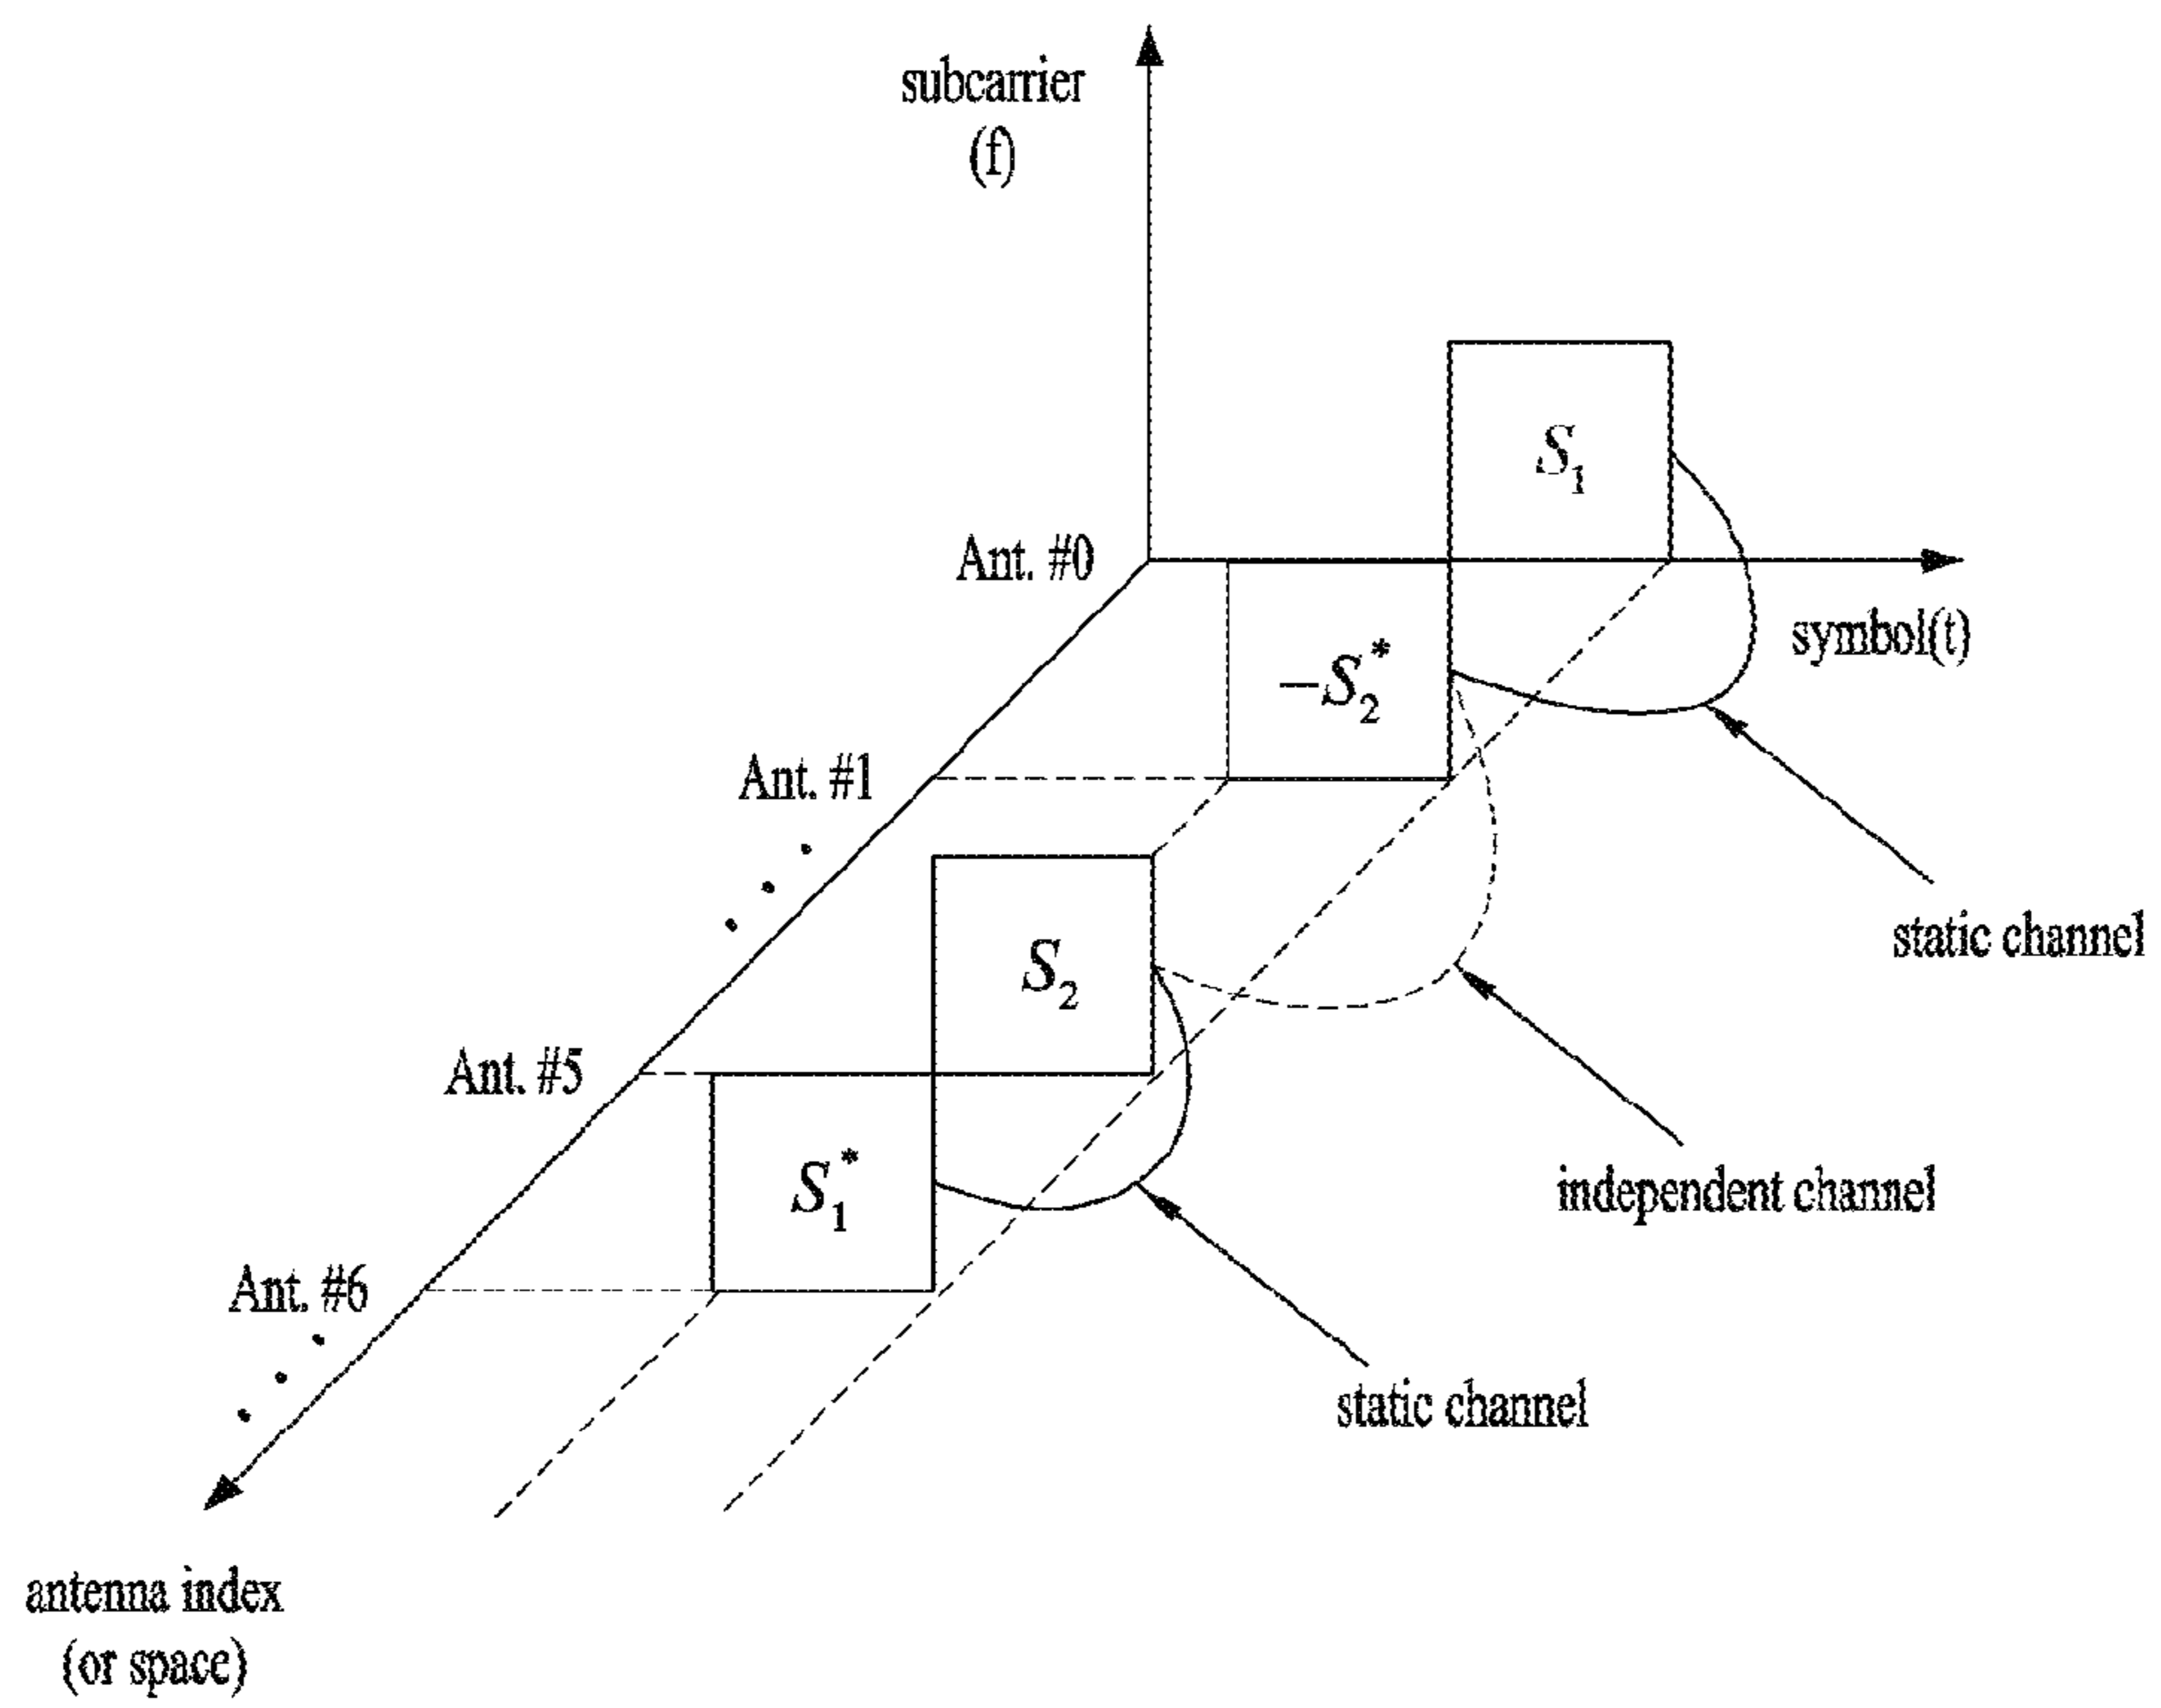 subcarrier
(f)
S₁
Ant. #0
symbol(t)
−S₂*
Ant. #1
static channel
S₂
Ant. #5
independent channel
S₁*
Ant. #6
static channel
antenna index
(or space)